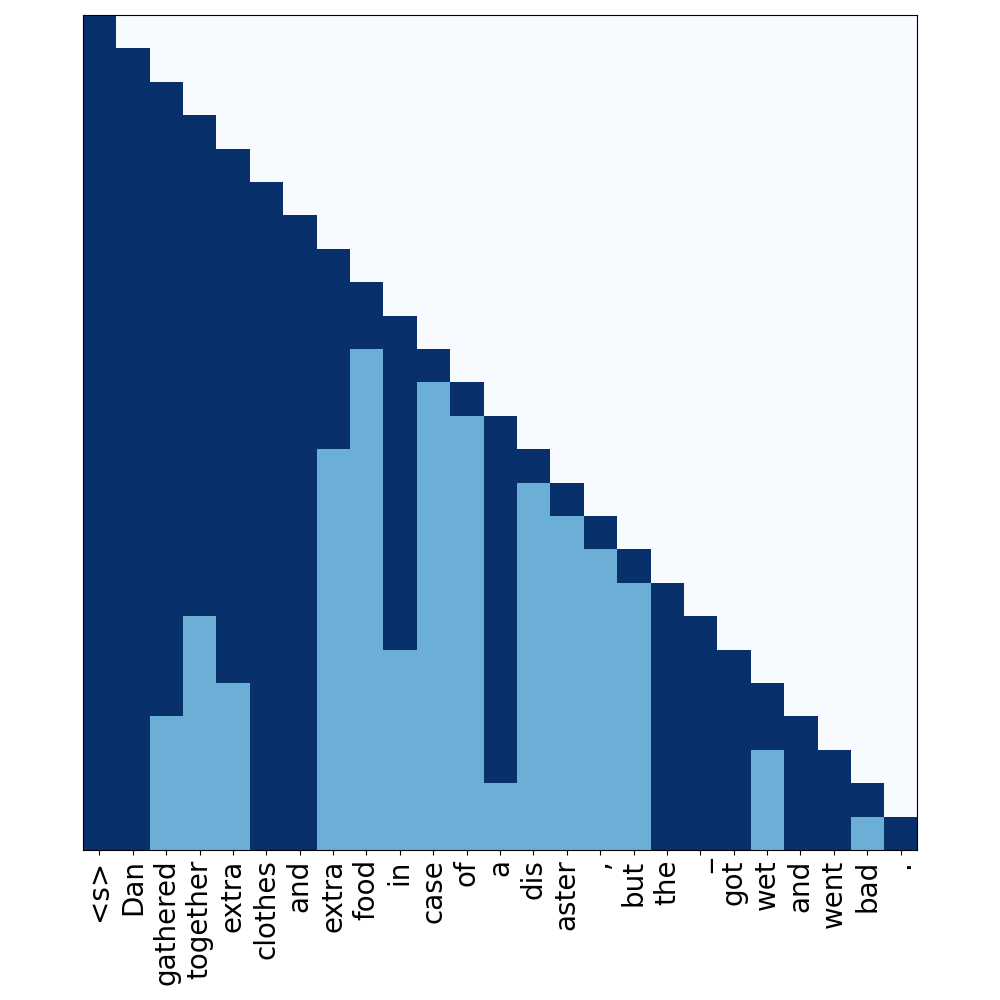 <s> Dan gathered together extra clothes and extra food in case of a dis aster , but the _ got wet and went bad .